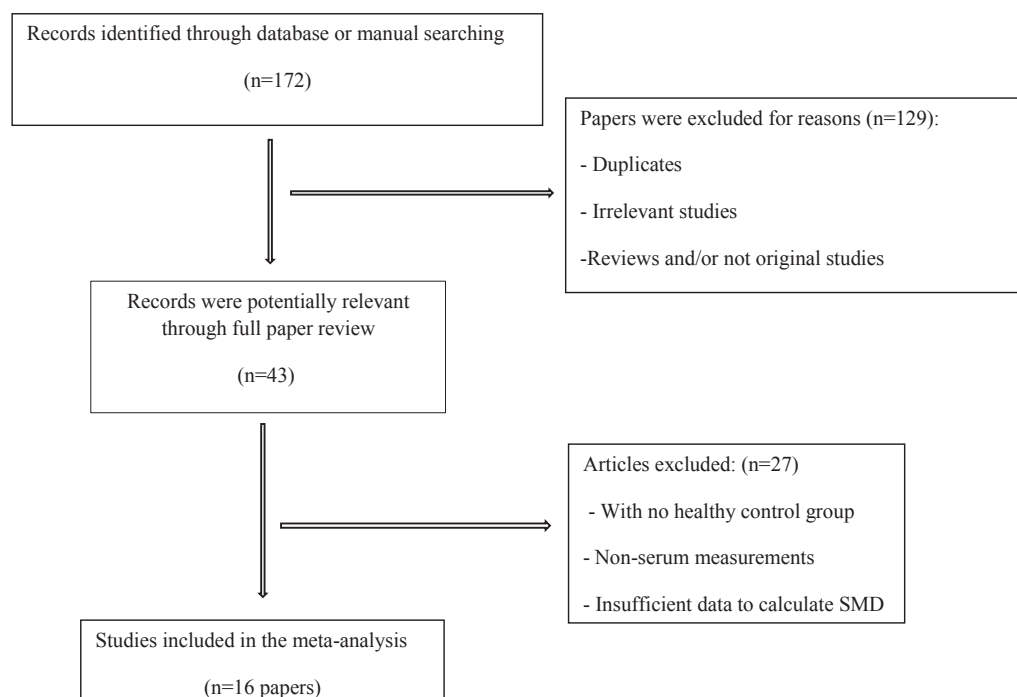 Records identified through database or manual searching
(n=172)
Papers were excluded for reasons (n=129):
- Duplicates
- Irrelevant studies
-Reviews and/or not original studies
Records were potentially relevant
through full paper review
(n=43)
Articles excluded: (n=27)
- With no healthy control group
- Non-serum measurements
- Insufficient data to calculate SMD
Studies included in the meta-analysis
(n=16 papers)